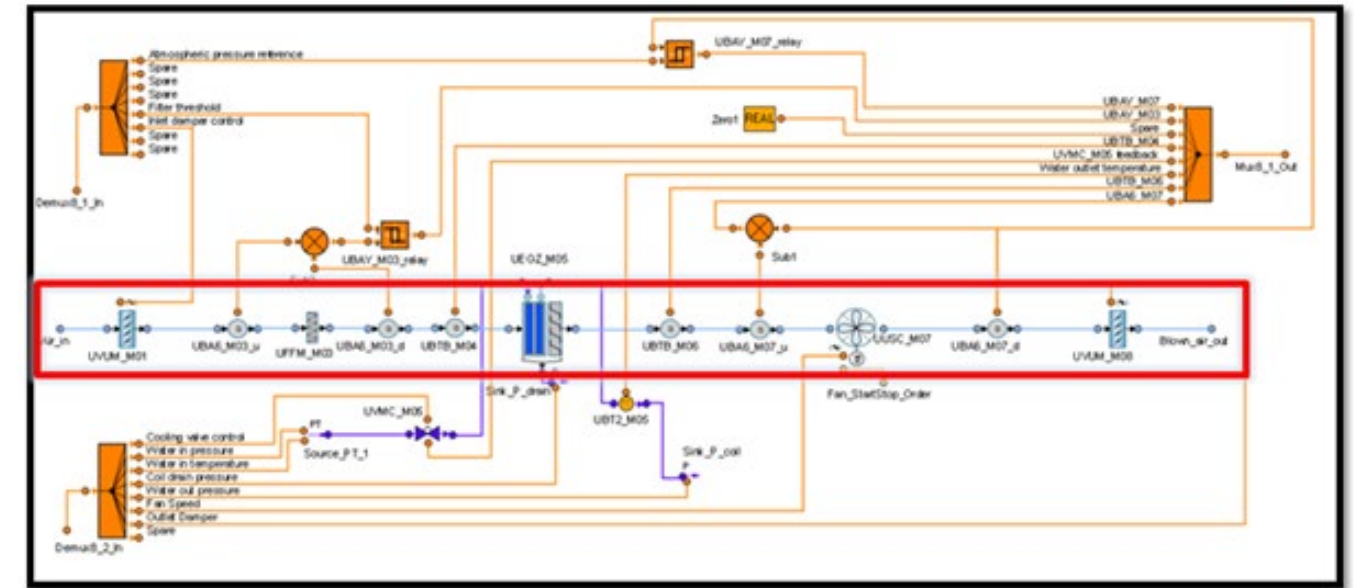 UBAV_M07_relay
Atmospheric pressure reference
Spare
Spare
Spare
Filter threshold
Inlet damper control
Spare
Spare
Demux8_1_In
Zero1
REAL
UBAV_M07
UBAV_M03
Spare
UBTB_M04
UVMC_M05 feedback
Water outlet temperature
UBTB_M06
UBA6_M07
Mux8_1_Out
UBAV_M03_relay
UEGZ_M05
Sub1
Air_in
UVUM_M01
UBA6_M03_u
UFFM_M03
UBA6_M03_d
UBTB_M04
UBTB_M06
UBA6_M07_u
UUSC_M07
UBA6_M07_d
UVUM_M08
Blown_air_out
Sink_P_drain
Fan_StartStop_Order
UVMC_M05
UBT2_M05
PT
Source_PT_1
Sink_P_coil
P
Cooling valve control
Water in pressure
Water in temperature
Coil drain pressure
Water out pressure
Fan Speed
Outlet Damper
Spare
Demux8_2_In